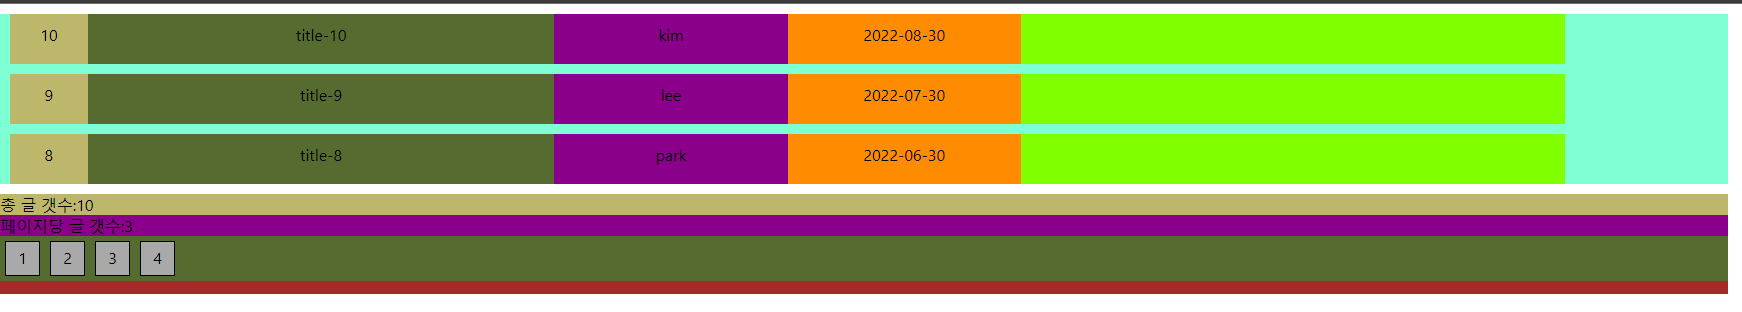 10 title-10 kim 2022-08-30
9 title-9 lee 2022-07-30
8 title-8 park 2022-06-30
총 글 갯수:10
페이지당 글 갯수:3
1 2 3 4